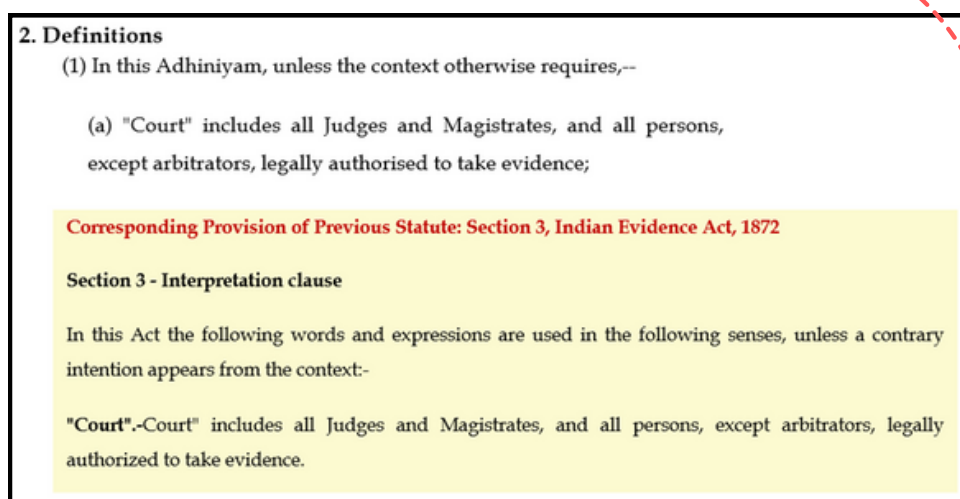 2. Definitions
(1) In this Adhiniyam, unless the context otherwise requires,--
(a) "Court" includes all Judges and Magistrates, and all persons,
except arbitrators, legally authorised to take evidence;
Corresponding Provision of Previous Statute: Section 3, Indian Evidence Act, 1872
Section 3 - Interpretation clause
In this Act the following words and expressions are used in the following senses, unless a contrary
intention appears from the context:-
"Court".-Court" includes all Judges and Magistrates, and all persons, except arbitrators, legally
authorized to take evidence.